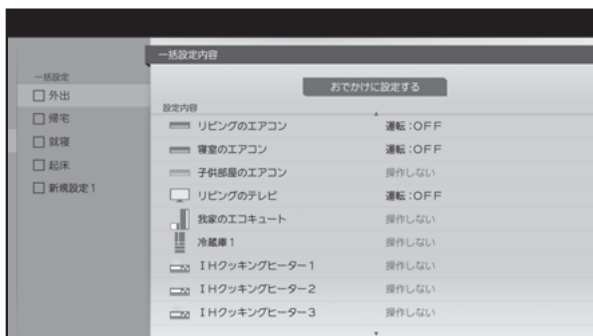 一括設定内容
一括設定
外出
帰宅
就寝
起床
新規設定1
おでかけに設定する
設定内容
リビングのエアコン 運転:OFF
寝室のエアコン 運転:OFF
子供部屋のエアコン 操作しない
リビングのテレビ 運転:OFF
我家のエコキュート 操作しない
冷蔵庫1 操作しない
IHクッキングヒーター1 操作しない
IHクッキングヒーター2 操作しない
IHクッキングヒーター3 操作しない